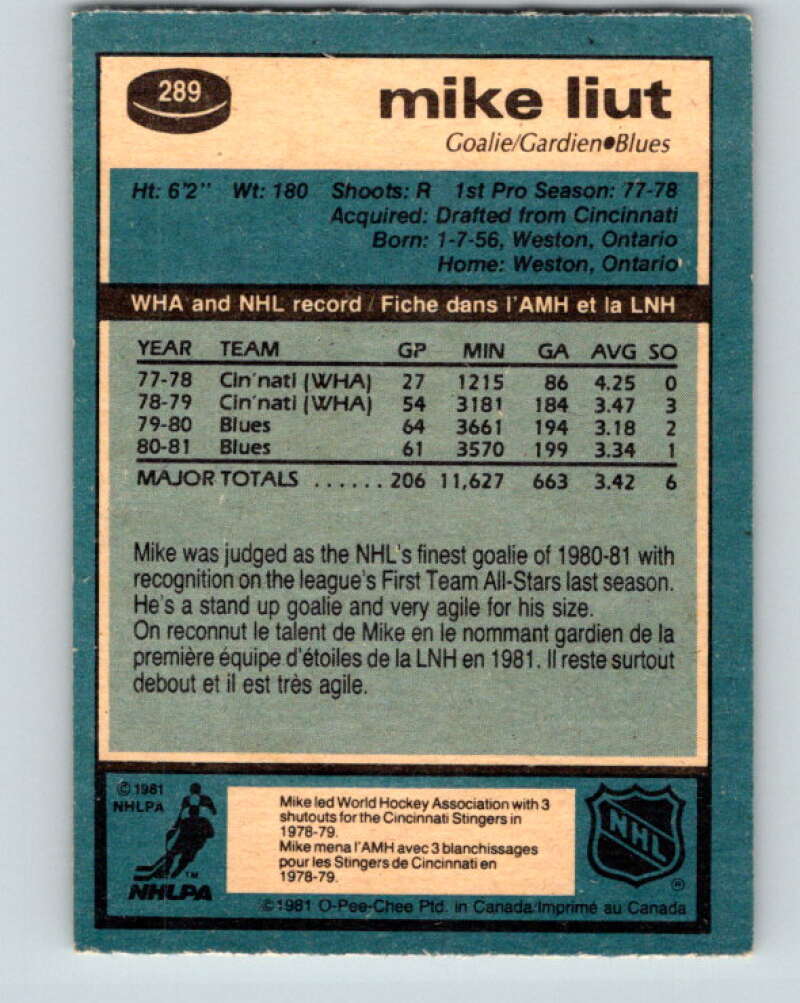 289
mike liut
Goalie/Gardien●Blues
Ht: 6'2" Wt: 180 Shoots: R 1st Pro Season: 77-78
Acquired: Drafted from Cincinnati
Born: 1-7-56, Weston, Ontario
Home: Weston, Ontario
WHA and NHL record / Fiche dans l'AMH et la LNH
YEAR TEAM GP MIN GA AVG SO
77-78 Cin'nati (WHA) 27 1215 86 4.25 0
78-79 Cin'nati (WHA) 54 3181 184 3.47 3
79-80 Blues 64 3661 194 3.18 2
80-81 Blues 61 3570 199 3.34 1
MAJOR TOTALS ...... 206 11,627 663 3.42 6
Mike was judged as the NHL's finest goalie of 1980-81 with
recognition on the league's First Team All-Stars last season.
He's a stand up goalie and very agile for his size.
On reconnut le talent de Mike en le nommant gardien de la
première équipe d'étoiles de la LNH en 1981. Il reste surtout
debout et il est très agile.
© 1981
NHLPA
TM
NHLPA
Mike led World Hockey Association with 3
shutouts for the Cincinnati Stingers in
1978-79.
Mike mena l'AMH avec 3 blanchissages
pour les Stingers de Cincinnati en
1978-79.
NHL
®
© 1981 O-Pee-Chee Ptd. in Canada/Imprimé au Canada